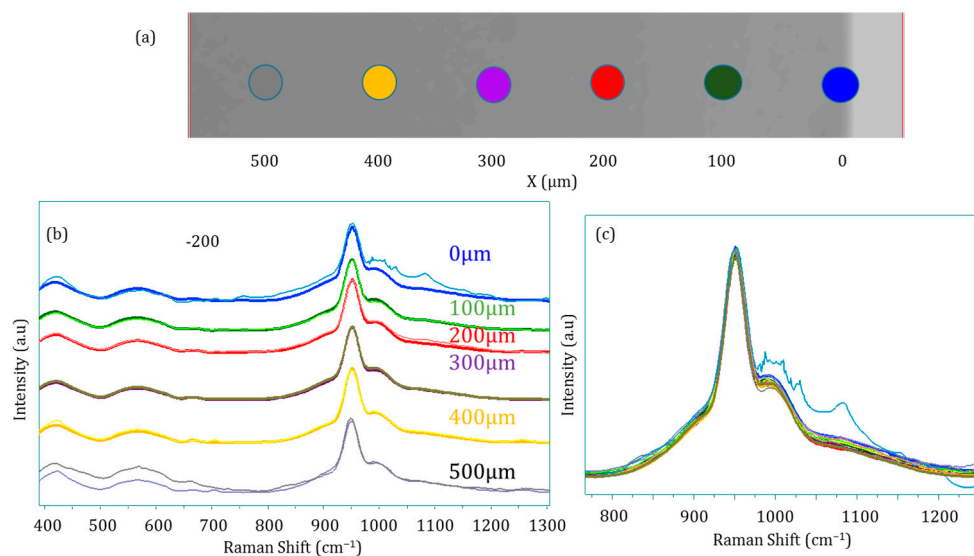 (a)
500 400 300 200 100 0
X (μm)
(b)
-200
0μm
100μm
200μm
300μm
400μm
500μm
Intensity (a.u)
400 500 600 700 800 900 1000 1100 1200 1300
Raman Shift (cm⁻¹)
(c)
Intensity (a.u)
800 900 1000 1100 1200
Raman Shift (cm⁻¹)